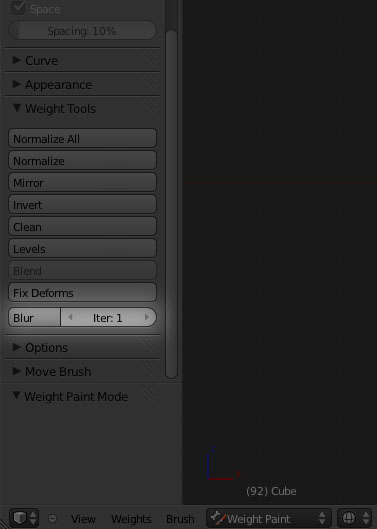 Space
Spacing: 10%
Curve
Appearance
Weight Tools
Normalize All
Normalize
Mirror
Invert
Clean
Levels
Blend
Fix Deforms
Blur Iter: 1
Options
Move Brush
Weight Paint Mode
(92) Cube
View Weights Brush Weight Paint